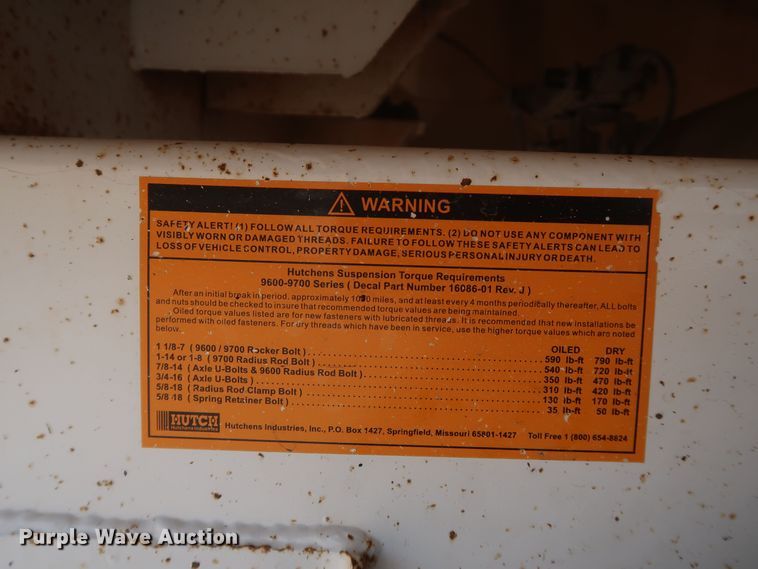 WARNING
SAFETY ALERT! (1) FOLLOW ALL TORQUE REQUIREMENTS. (2) DO NOT USE ANY COMPONENT WITH
VISIBLY WORN OR DAMAGED THREADS. FAILURE TO FOLLOW THESE SAFETY ALERTS CAN LEAD TO
LOSS OF VEHICLE CONTROL, PROPERTY DAMAGE, SERIOUS PERSONAL INJURY OR DEATH.
Hutchens Suspension Torque Requirements
9600-9700 Series ( Decal Part Number 16086-01 Rev. J )
After an initial break in period, approximately 1000 miles, and at least every 4 months periodically thereafter, ALL bolts
and nuts should be checked to insure that recommended torque values are being maintained.
Oiled torque values listed are for new fasteners with lubricated threads. It is recommended that new installations be
performed with oiled fasteners. For dry threads which have been in service, use the higher torque values which are noted
below.
OILED DRY
1 1/8-7 ( 9600 / 9700 Rocker Bolt ) 590 lb-ft 790 lb-ft
1-14 or 1-8 ( 9700 Radius Rod Bolt ) 540 lb-ft 720 lb-ft
7/8-14 ( Axle U-Bolts & 9600 Radius Rod Bolt ) 350 lb-ft 470 lb-ft
3/4-16 ( Axle U-Bolts ) 310 lb-ft 420 lb-ft
5/8-18 ( Radius Rod Clamp Bolt ) 130 lb-ft 170 lb-ft
5/8-18 ( Spring Retainer Bolt ) 35 lb-ft 50 lb-ft
HUTCH
Hutchens Industries
Hutchens Industries, Inc., P.O. Box 1427, Springfield, Missouri 65801-1427 Toll Free 1 (800) 654-8824
Purple Wave Auction